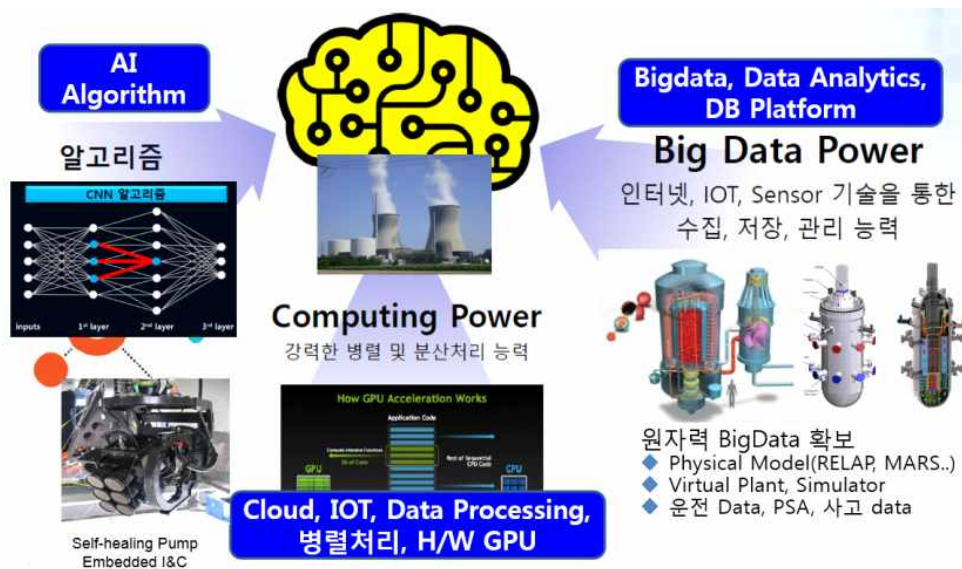 AI
Algorithm
알고리즘
CNN 알고리즘
inputs
1st layer
2nd layer
3rd layer
Self-healing Pump
Embedded I&C
Computing Power
강력한 병렬 및 분산처리 능력
How GPU Acceleration Works
Application Code
GPU
CPU
Cloud, IOT, Data Processing,
병렬처리, H/W GPU
Bigdata, Data Analytics,
DB Platform
Big Data Power
인터넷, IOT, Sensor 기술을 통한
수집, 저장, 관리 능력
원자력 BigData 확보
◆ Physical Model(RELAP, MARS..)
◆ Virtual Plant, Simulator
◆ 운전 Data, PSA, 사고 data